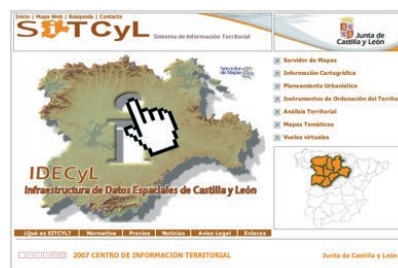 Inicio | Mapa Web | Búsqueda | Contacta
SiTCyL
Sistema de Información Territorial
Junta de
Castilla y León
Servicios
de Mapas
Servidor de Mapas
Información Cartográfica
Planeamiento Urbanístico
Instrumentos de Ordenación del Territo
Análisis Territorial
Mapas Temáticos
Vuelos virtuales
IDECyL
Infraestructura de Datos Espaciales de Castilla y León
¿Qué es SITCYL? | Normativa | Precios | Noticias | Aviso Legal | Enlaces
2007 CENTRO DE INFORMACIÓN TERRITORIAL
Junta de Castilla y León